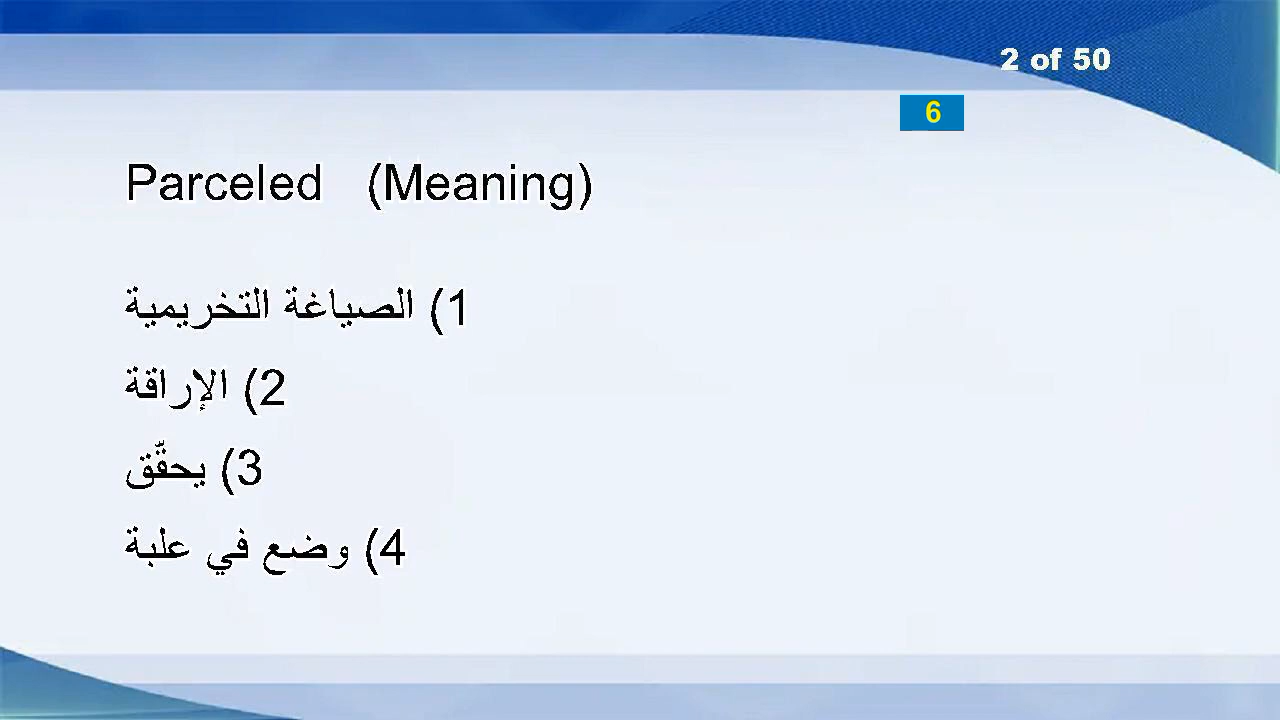 2 of 50
6
Parceled (Meaning)
1) الصياغة التخريمية
2) الإراقة
3) يحقّق
4) وضع في علبة